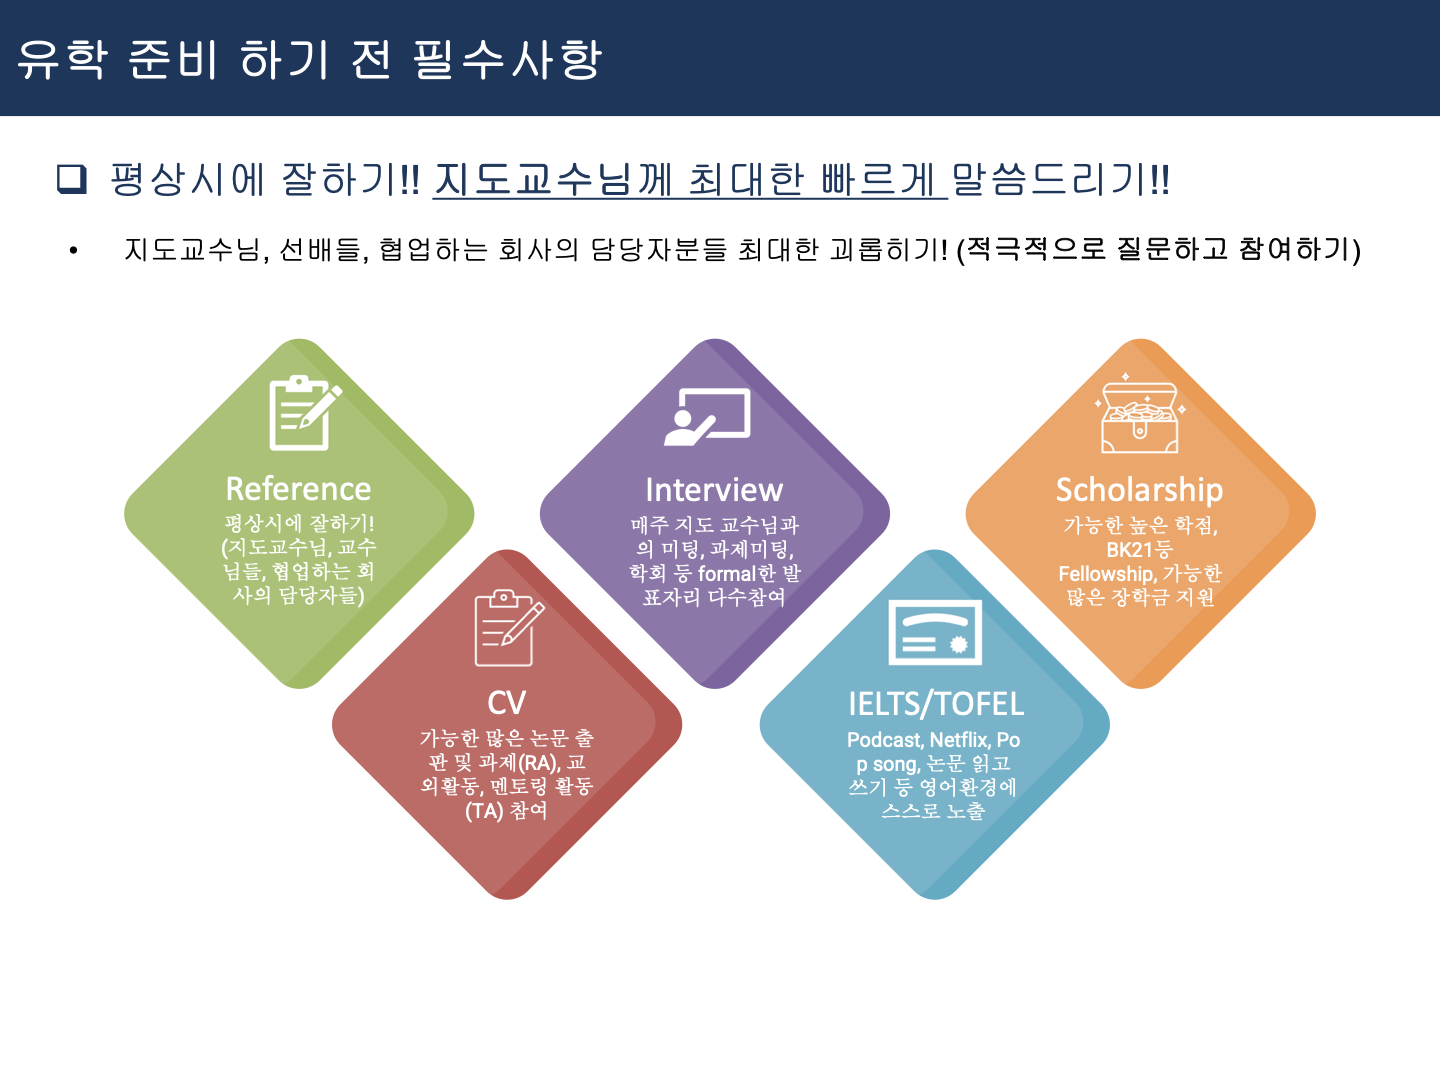 유학 준비 하기 전 필수사항
❑ 평상시에 잘하기!! 지도교수님께 최대한 빠르게 말씀드리기!!
• 지도교수님, 선배들, 협업하는 회사의 담당자분들 최대한 괴롭히기! (적극적으로 질문하고 참여하기)
Reference
평상시에 잘하기!
(지도교수님, 교수
님들, 협업하는 회
사의 담당자들)
Interview
매주 지도 교수님과
의 미팅, 과제미팅,
학회 등 formal한 발
표자리 다수참여
Scholarship
가능한 높은 학점,
BK21등
Fellowship, 가능한
많은 장학금 지원
CV
가능한 많은 논문 출
판 및 과제(RA), 교
외활동, 멘토링 활동
(TA) 참여
IELTS/TOFEL
Podcast, Netflix, Po
p song, 논문 읽고
쓰기 등 영어환경에
스스로 노출